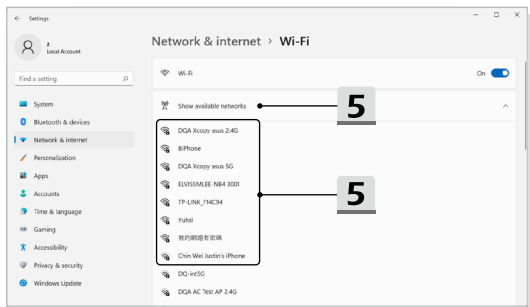 Settings
z
Local Account
Find a setting
System
Bluetooth & devices
Network & internet
Personalization
Apps
Accounts
Time & language
Gaming
Accessibility
Privacy & security
Windows Update
Network & internet > Wi-Fi
Wi-Fi
On
Show available networks
5
DQA Xcopy asus 2.4G
BiPhone
DQA Xcopy asus 5G
ELVISSMLEE-NB4 3001
5
TP-LINK_714C94
Yuhsi
我的網路有密碼
Chin Wei Justin's iPhone
DQ-int5G
DQA AC Test AP 2.4G